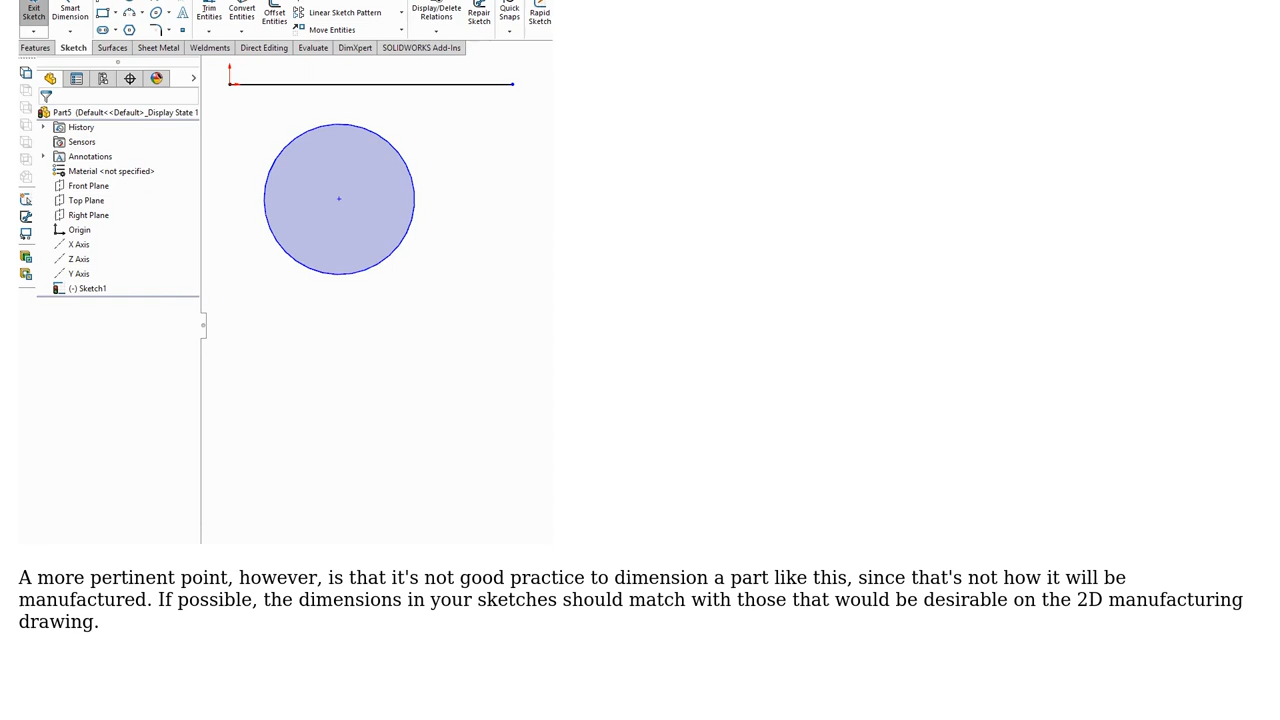 Exit Sketch
Smart Dimension
Trim Entities
Convert Entities
Offset Entities
Linear Sketch Pattern
Move Entities
Display/Delete Relations
Repair Sketch
Quick Snaps
Rapid Sketch
Features Sketch Surfaces Sheet Metal Weldments Direct Editing Evaluate DimXpert SOLIDWORKS Add-Ins
Part5 (Default<<Default>_Display State 1
History
Sensors
Annotations
Material <not specified>
Front Plane
Top Plane
Right Plane
Origin
X Axis
Z Axis
Y Axis
(-) Sketch1
A more pertinent point, however, is that it's not good practice to dimension a part like this, since that's not how it will be
manufactured. If possible, the dimensions in your sketches should match with those that would be desirable on the 2D manufacturing
drawing.